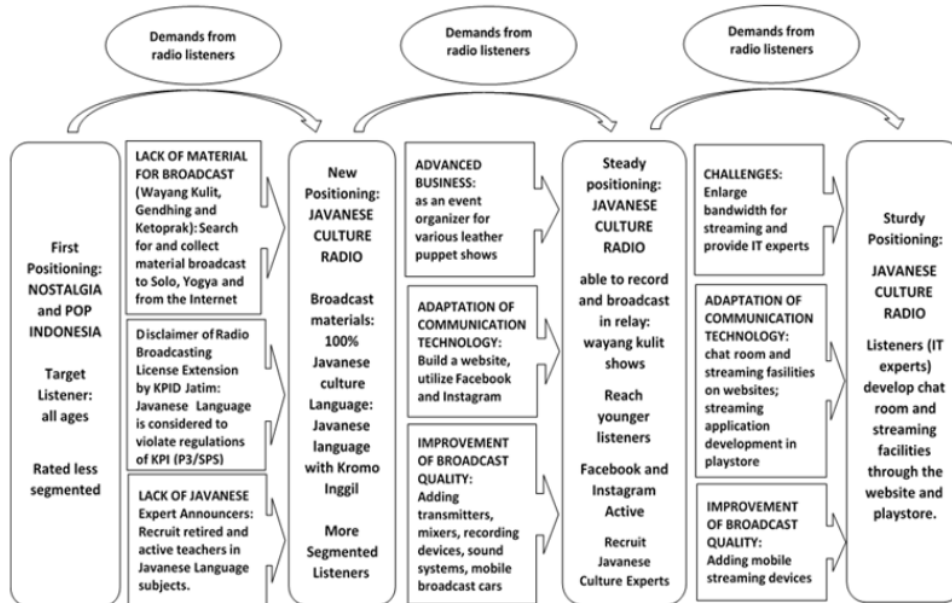 Demands from
radio listeners
Demands from
radio listeners
Demands from
radio listeners
First
Positioning:
NOSTALGIA
and POP
INDONESIA
Target
Listener:
all ages
Rated less
segmented
LACK OF MATERIAL
FOR BROADCAST
(Wayang Kulit,
Gendhing and
Ketoprak): Search
for and collect
material broadcast
to Solo, Yogya and
from the Internet
Disclaimer of Radio
Broadcasting
License Extension
by KPID Jatim:
Javanese Language
is considered to
violate regulations
of KPI (P3/SPS)
LACK OF JAVANESE
Expert Announcers:
Recruit retired and
active teachers in
Javanese Language
subjects.
New
Positioning:
JAVANESE
CULTURE
RADIO
Broadcast
materials:
100%
Javanese
culture
Language:
Javanese
language
with Kromo
Inggil
More
Segmented
Listeners
ADVANCED
BUSINESS:
as an event
organizer for
various leather
puppet shows
ADAPTATION OF
COMMUNICATION
TECHNOLOGY:
Build a website,
utilize Facebook
and Instagram
IMPROVEMENT
OF BROADCAST
QUALITY:
Adding
transmitters,
mixers, recording
devices, sound
systems, mobile
broadcast cars
Steady
positioning:
JAVANESE
CULTURE
RADIO
able to record
and broadcast
in relay:
wayang kulit
shows
Reach
younger
listeners
Facebook and
Instagram
Active.
Recruit
Javanese
Culture Experts
CHALLENGES:
Enlarge
bandwidth for
streaming and
provide IT experts
ADAPTATION OF
COMMUNICATION
TECHNOLOGY:
chat room and
streaming facilities
on websites;
streaming
application
development in
playstore
IMPROVEMENT
OF BROADCAST
QUALITY:
Adding mobile
streaming devices
Sturdy
Positioning:
JAVANESE
CULTURE
RADIO
Listeners (IT
experts)
develop chat
room and
streaming
facilities
through the
website and
playstore.